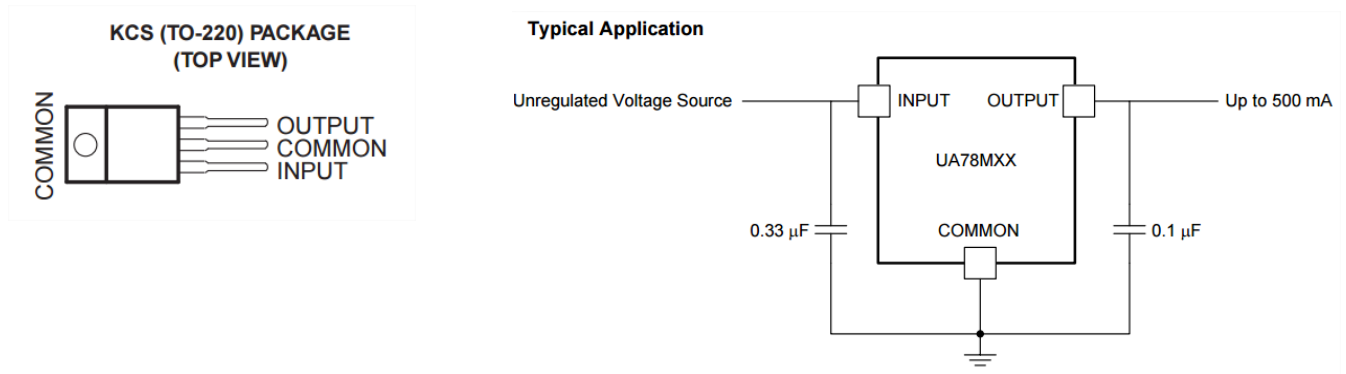 KCS (TO-220) PACKAGE
(TOP VIEW)
COMMON
OUTPUT
COMMON
INPUT
Typical Application
Unregulated Voltage Source
INPUT
OUTPUT
Up to 500 mA
UA78MXX
0.33 μF
COMMON
0.1 μF